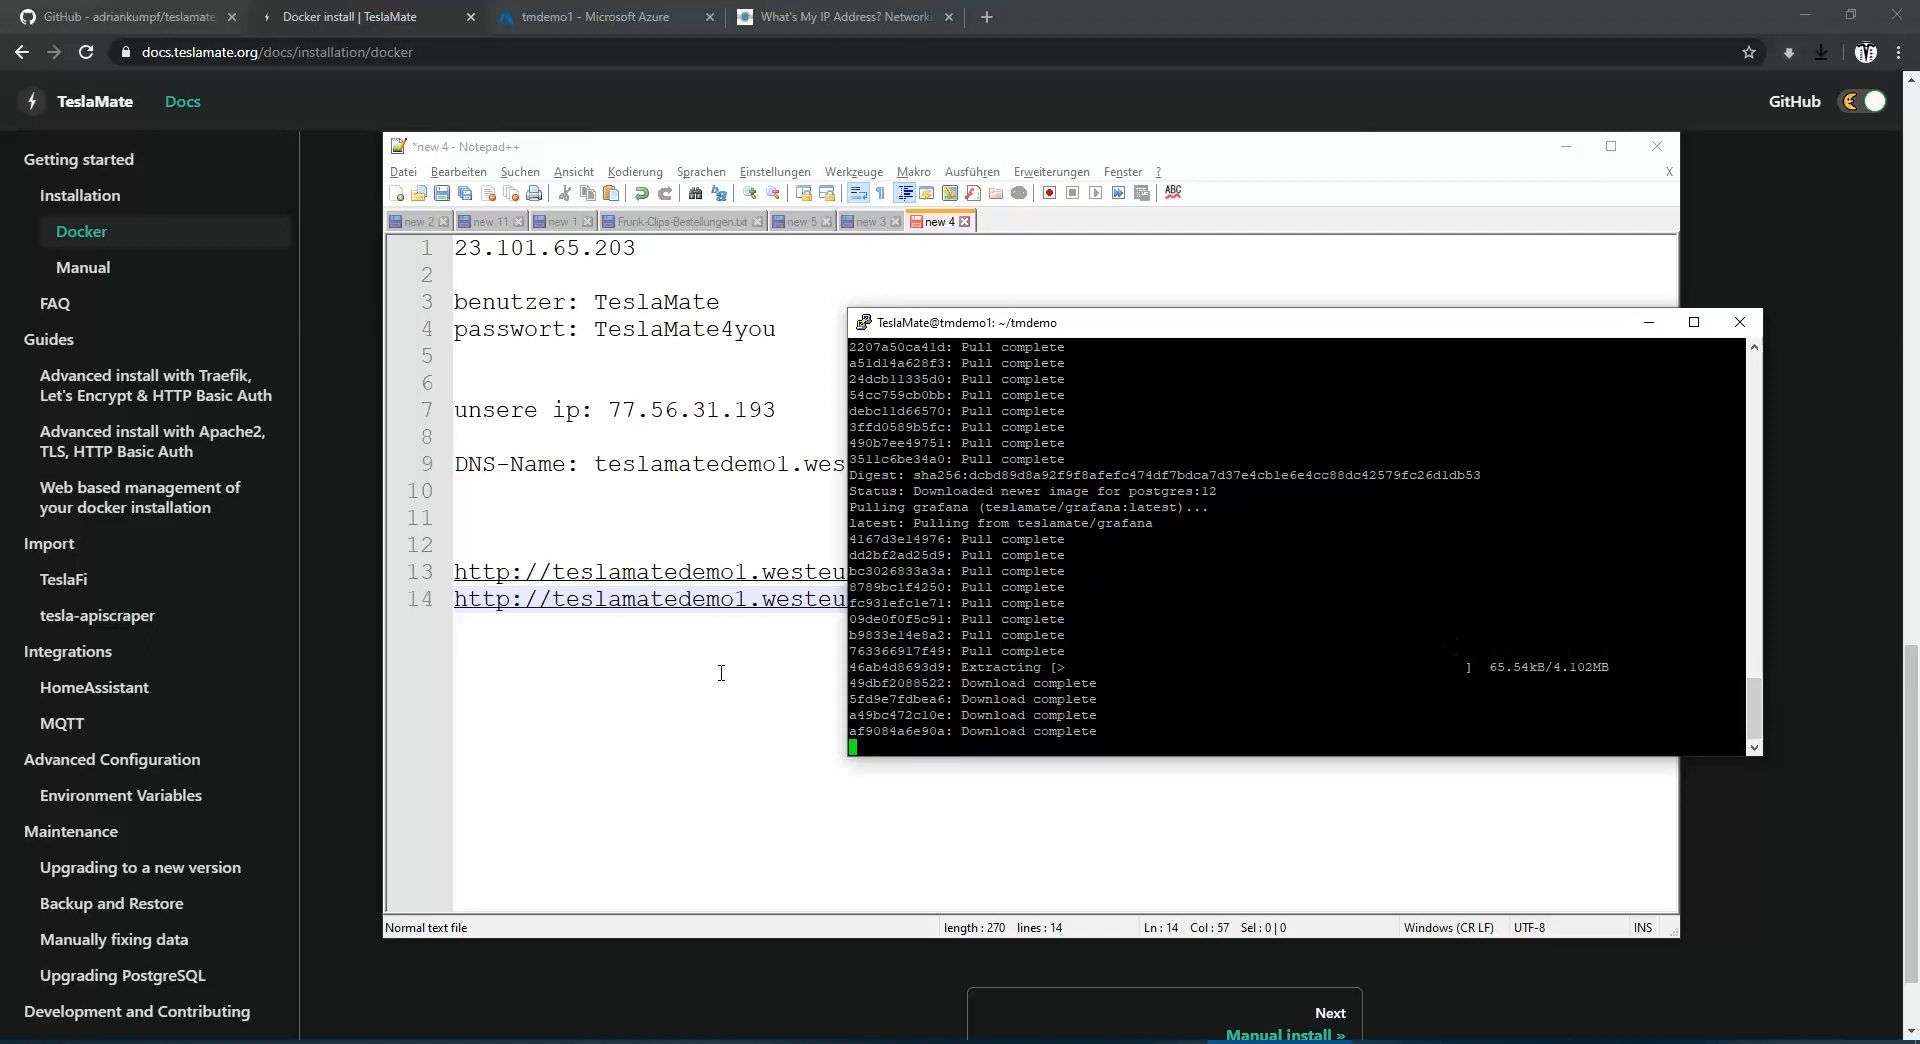 GitHub - adriankumpf/teslamate
Docker install | TeslaMate
tmdemo1 - Microsoft Azure
What's My IP Address? Networki
docs.teslamate.org/docs/installation/docker
TeslaMate
Docs
GitHub
Getting started
Installation
Docker
Manual
FAQ
Guides
Advanced install with Traefik,
Let's Encrypt & HTTP Basic Auth
Advanced install with Apache2,
TLS, HTTP Basic Auth
Web based management of
your docker installation
Import
TeslaFi
tesla-apiscraper
Integrations
HomeAssistant
MQTT
Advanced Configuration
Environment Variables
Maintenance
Upgrading to a new version
Backup and Restore
Manually fixing data
Upgrading PostgreSQL
Development and Contributing
*new 4 - Notepad++
Datei Bearbeiten Suchen Ansicht Kodierung Sprachen Einstellungen Werkzeuge Makro Ausführen Erweiterungen Fenster ? X
ABC
new 2 new 11 new 1 Frunk-Clips-Bestellungen.txt new 5 new 3 new 4
1 23.101.65.203
2
3 benutzer: TeslaMate
4 passwort: TeslaMate4you
5
6
7 unsere ip: 77.56.31.193
8
9 DNS-Name: teslamatedemo1.wes
10
11
12
13 http://teslamatedemo1.westeu
14 http://teslamatedemo1.westeu
TeslaMate@tmdemo1: ~/tmdemo
2207a50ca41d: Pull complete
a51d14a628f3: Pull complete
24dcb11335d0: Pull complete
54cc759cb0bb: Pull complete
debc11d66570: Pull complete
3ffd0589b5fc: Pull complete
490b7ee49751: Pull complete
3511c6be34a0: Pull complete
Digest: sha256:dcbd89d8a92f9f8afefc474df7bdca7d37e4cb1e6e4cc88dc42579fc26d1db53
Status: Downloaded newer image for postgres:12
Pulling grafana (teslamate/grafana:latest)...
latest: Pulling from teslamate/grafana
4167d3e14976: Pull complete
dd2bf2ad25d9: Pull complete
bc3026833a3a: Pull complete
8789bc1f4250: Pull complete
fc931efc1e71: Pull complete
09de0f0f5c91: Pull complete
b9833e14e8a2: Pull complete
763366917f49: Pull complete
46ab4d8693d9: Extracting [> ] 65.54kB/4.102MB
49dbf2088522: Download complete
5fd9e7fdbea6: Download complete
a49bc472c10e: Download complete
af9084a6e90a: Download complete
Normal text file length : 270 lines : 14 Ln : 14 Col : 57 Sel : 0 | 0 Windows (CR LF) UTF-8 INS
Next
Manual install »